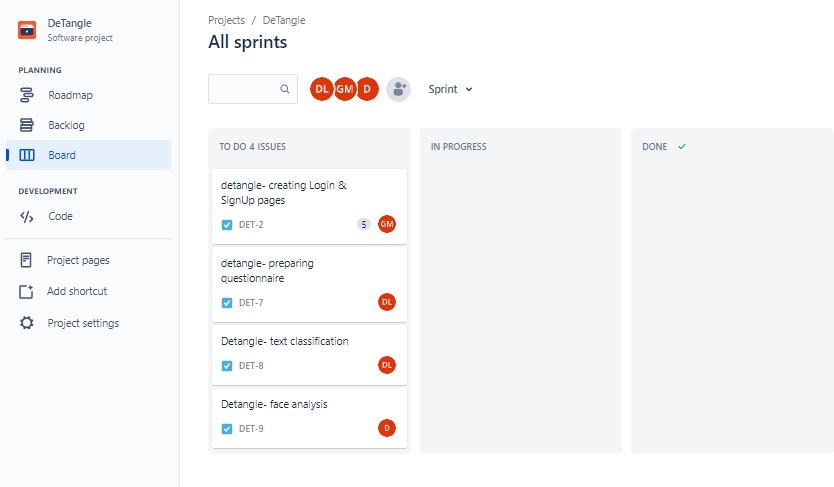 DeTangle
Software project
PLANNING
Roadmap
Backlog
Board
DEVELOPMENT
Code
Project pages
Add shortcut
Project settings
Projects / DeTangle
All sprints
DL GM D
Sprint
TO DO 4 ISSUES
detangle- creating Login &
SignUp pages
DET-2 5 GM
detangle- preparing
questionnaire
DET-7 DL
Detangle- text classification
DET-8 DL
Detangle- face analysis
DET-9 D
IN PROGRESS
DONE